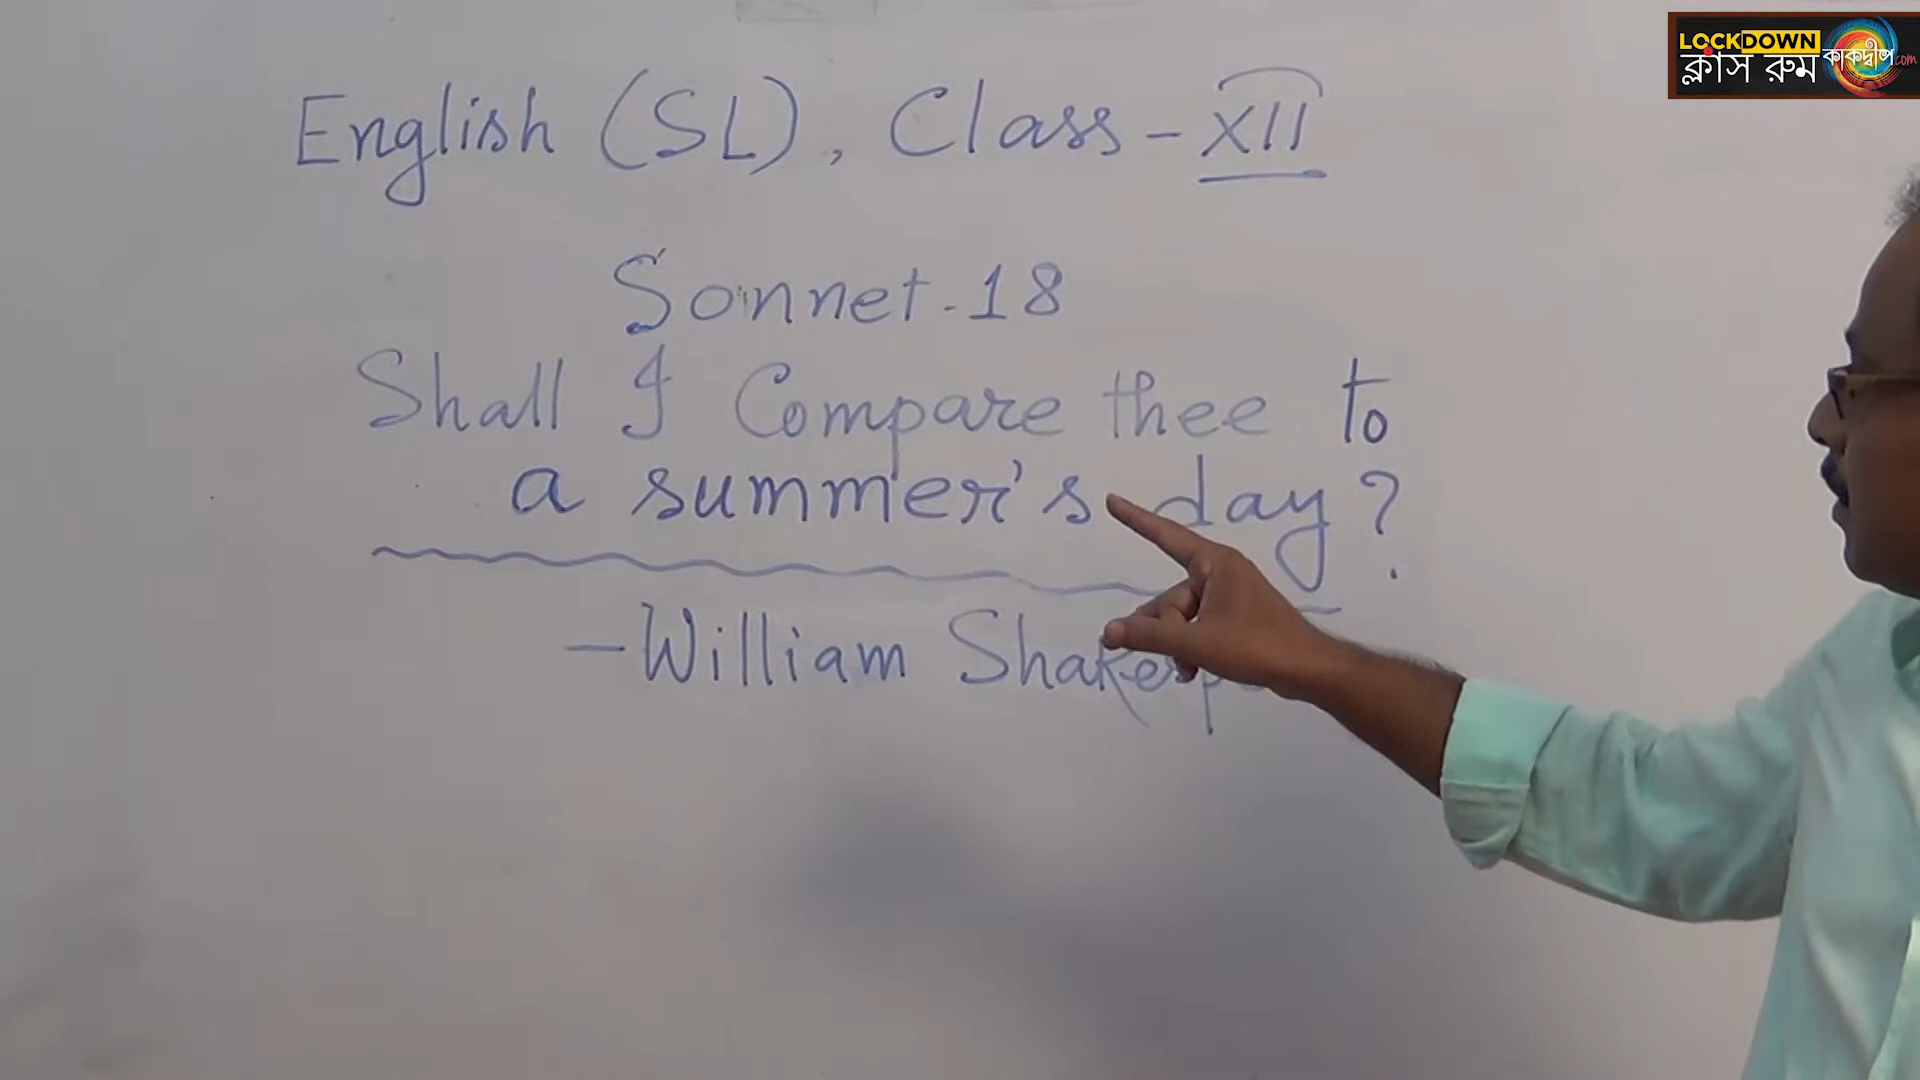 LOCKDOWN
ক্লাস রুম কাকদ্বীপ.com
English (SL), Class - XII
Sonnet-18
Shall I Compare thee to
a summer's day?
- William